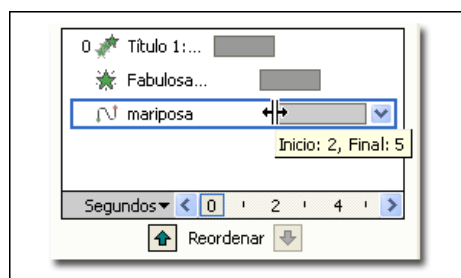 0 Título 1:...
Fabulosa...
mariposa
Inicio: 2, Final: 5
Segundos 0 2 4
Reordenar